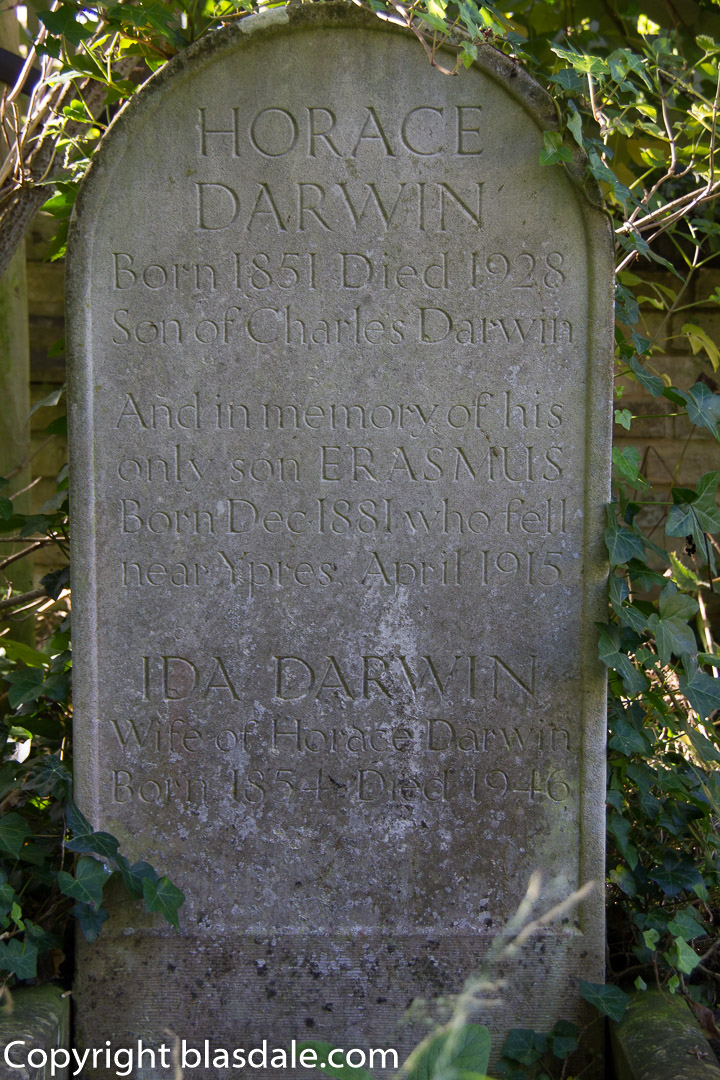 HORACE
DARWIN
Born 1851 Died 1928
Son of Charles Darwin
And in memory of his
only son ERASMUS
Born Dec 1881 who fell
near Ypres, April 1915
IDA DARWIN
Wife of Horace Darwin
Born 1854 Died 1946
Copyright blasdale.com